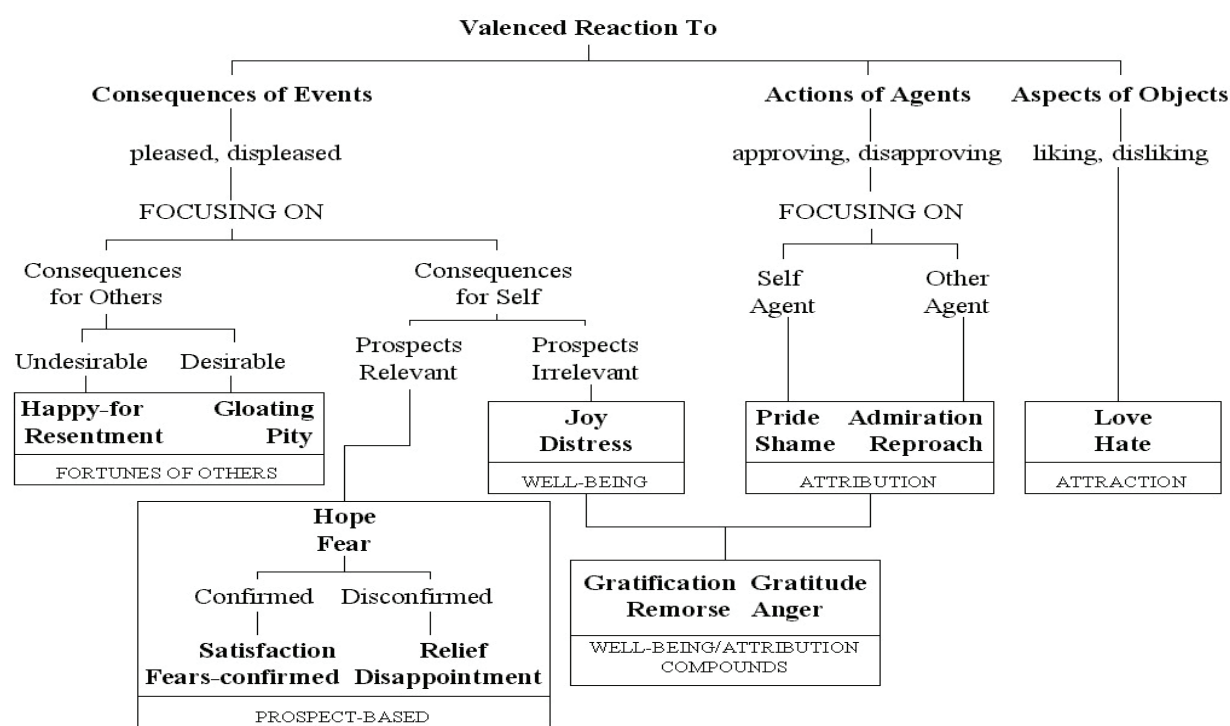 Valenced Reaction To
Consequences of Events
Actions of Agents
Aspects of Objects
pleased, displeased
approving, disapproving
liking, disliking
FOCUSING ON
FOCUSING ON
Consequences
for Others
Consequences
for Self
Self
Agent
Other
Agent
Undesirable
Desirable
Prospects
Relevant
Prospects
Irrelevant
Happy-for
Resentment
Gloating
Pity
FORTUNES OF OTHERS
Joy
Distress
WELL-BEING
Pride
Shame
Admiration
Reproach
ATTRIBUTION
Love
Hate
ATTRACTION
Hope
Fear
Confirmed
Disconfirmed
Satisfaction
Fears-confirmed
Relief
Disappointment
PROSPECT-BASED
Gratification
Remorse
Gratitude
Anger
WELL-BEING/ATTRIBUTION
COMPOUNDS